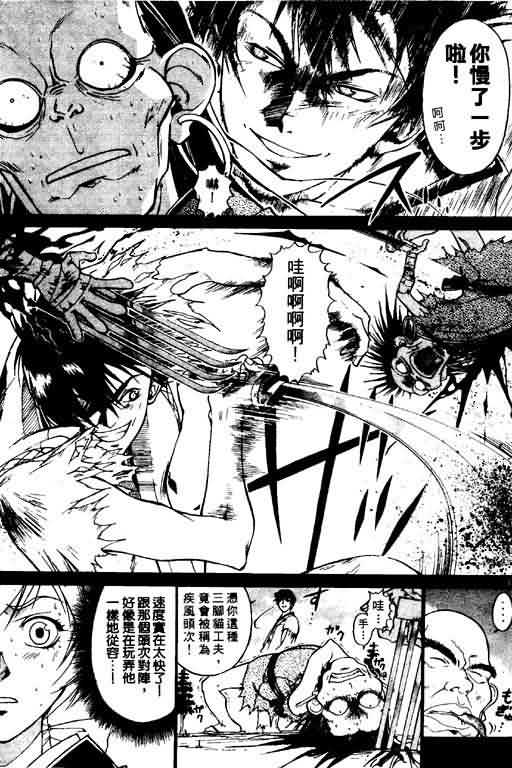 你慢了一步
啦！
呵
呵…
嚇！
哇啊啊啊啊！
哇…
手…
憑你這種
三腳貓工夫
竟會被稱為
疾風頭次！
速度實在太快了！
跟那個頭次對陣，
好像是在玩弄他
一樣地從容…
……！